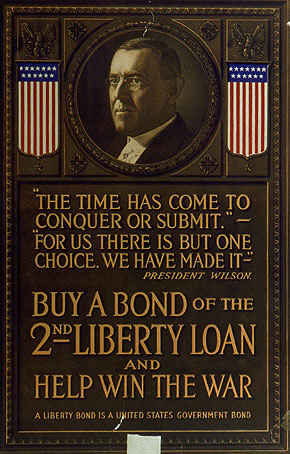 "THE TIME HAS COME TO
CONQUER OR SUBMIT." —
"FOR US THERE IS BUT ONE
CHOICE. WE HAVE MADE IT—"
PRESIDENT WILSON.
BUY A BOND OF THE
2ND LIBERTY LOAN
AND
HELP WIN THE WAR
A LIBERTY BOND IS A UNITED STATES GOVERNMENT BOND